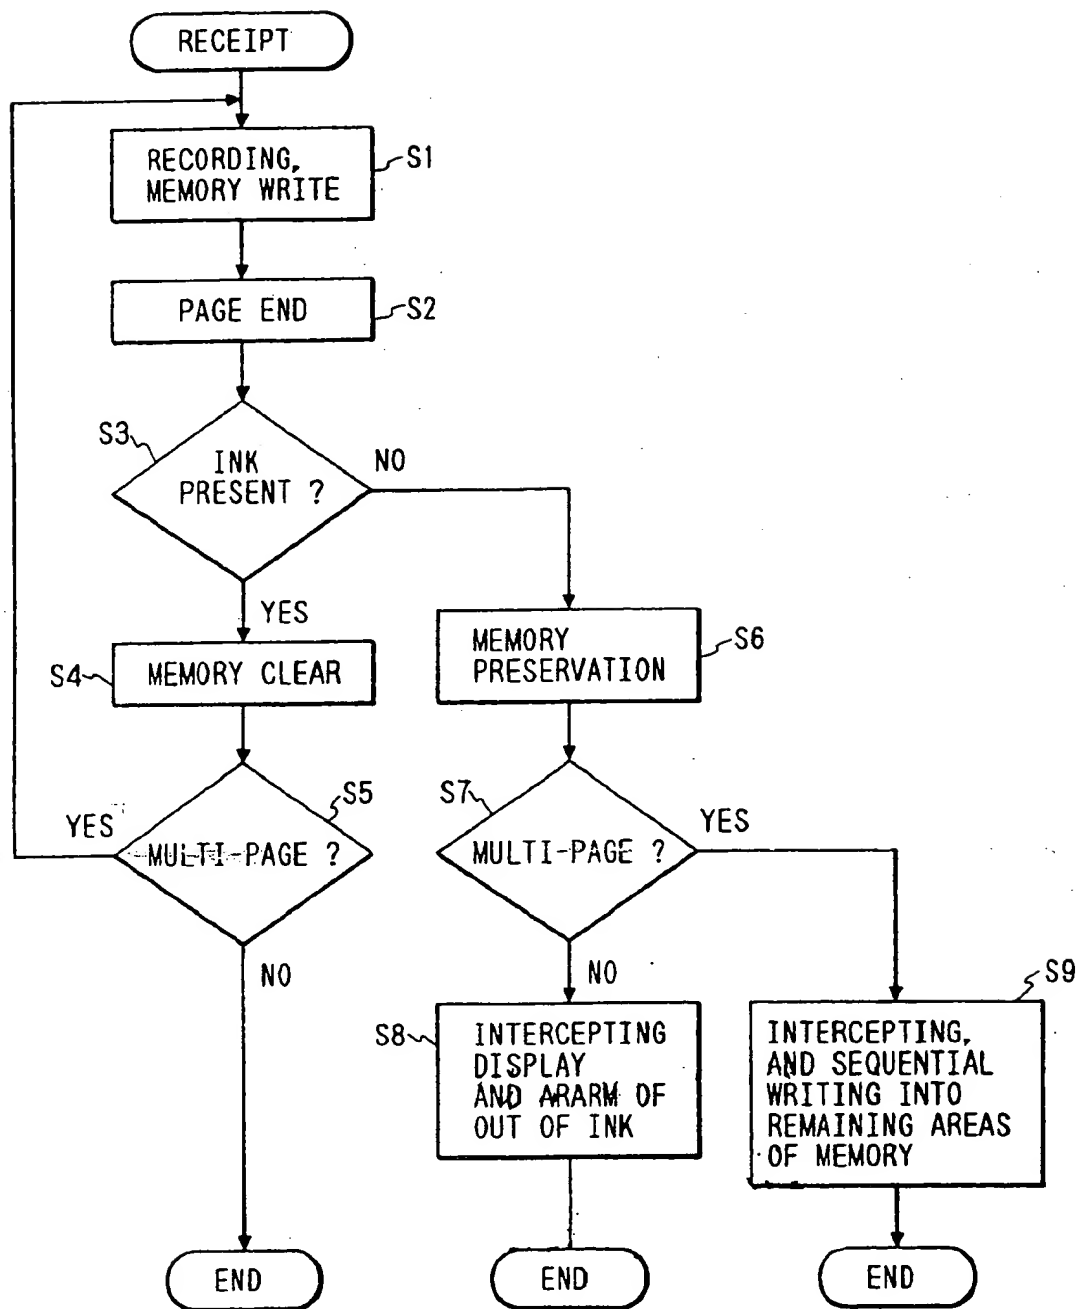 RECEIPT
RECORDING,
MEMORY WRITE
S1
PAGE END
S2
S3
INK
PRESENT ?
NO
YES
S4
MEMORY CLEAR
MEMORY
PRESERVATION
S6
S5
YES
MULTI-PAGE ?
NO
S7
MULTI-PAGE ?
YES
NO
S8
INTERCEPTING
DISPLAY
AND ARARM OF
OUT OF INK
S9
INTERCEPTING,
AND SEQUENTIAL
WRITING INTO
REMAINING AREAS
OF MEMORY
END
END
END